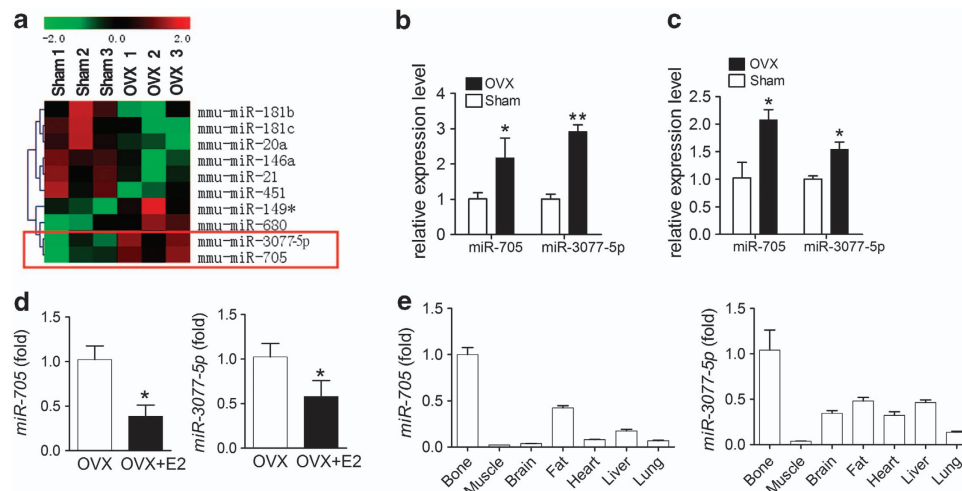 a
-2.0 0.0 2.0
Sham 1
Sham 2
Sham 3
OVX 1
OVX 2
OVX 3
mmu-miR-181b
mmu-miR-181c
mmu-miR-20a
mmu-miR-146a
mmu-miR-21
mmu-miR-451
mmu-miR-149*
mmu-miR-680
mmu-miR-3077-5p
mmu-miR-705
b
relative expression level
OVX
Sham
4
3
2
1
0
*
**
miR-705 miR-3077-5p
c
relative expression level
OVX
Sham
2.5
2.0
1.5
1.0
0.5
0.0
*
*
miR-705 miR-3077-5p
d
miR-705 (fold)
1.5
1.0
0.5
0.0
*
OVX OVX+E2
miR-3077-5p (fold)
1.5
1.0
0.5
0.0
*
OVX OVX+E2
e
miR-705 (fold)
1.5
1.0
0.5
0.0
Bone
Muscle
Brain
Fat
Heart
Liver
Lung
miR-3077-5p (fold)
1.5
1.0
0.5
0.0
Bone
Muscle
Brain
Fat
Heart
Liver
Lung